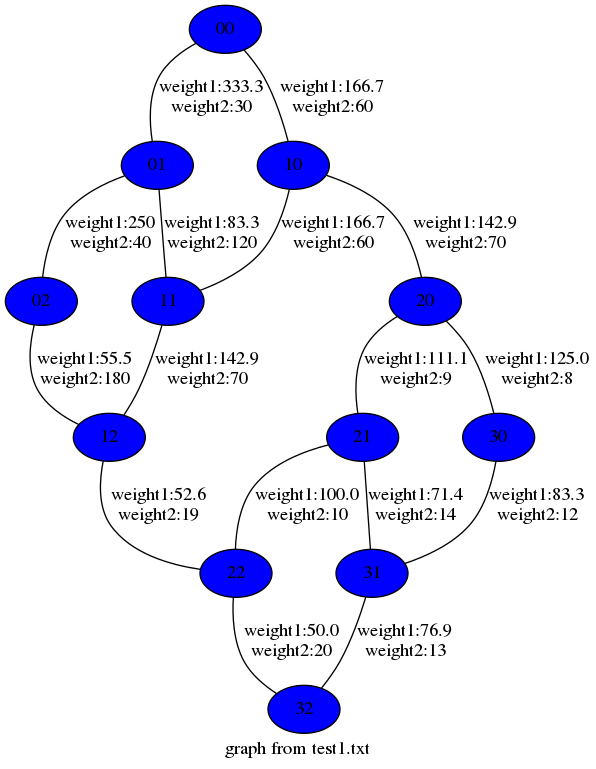 00
weight1:333.3
weight2:30
weight1:166.7
weight2:60
01
10
weight1:250
weight2:40
weight1:83.3
weight2:120
weight1:166.7
weight2:60
weight1:142.9
weight2:70
02
11
20
weight1:55.5
weight2:180
weight1:142.9
weight2:70
weight1:111.1
weight2:9
weight1:125.0
weight2:8
12
21
30
weight1:52.6
weight2:19
weight1:100.0
weight2:10
weight1:71.4
weight2:14
weight1:83.3
weight2:12
22
31
weight1:50.0
weight2:20
weight1:76.9
weight2:13
32
graph from test1.txt